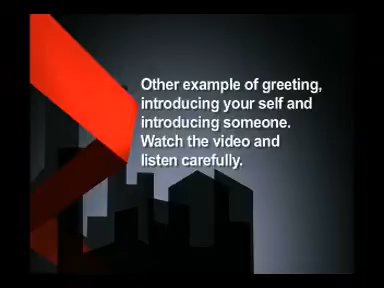 Other example of greeting,
introducing your self and
introducing someone.
Watch the video and
listen carefully.